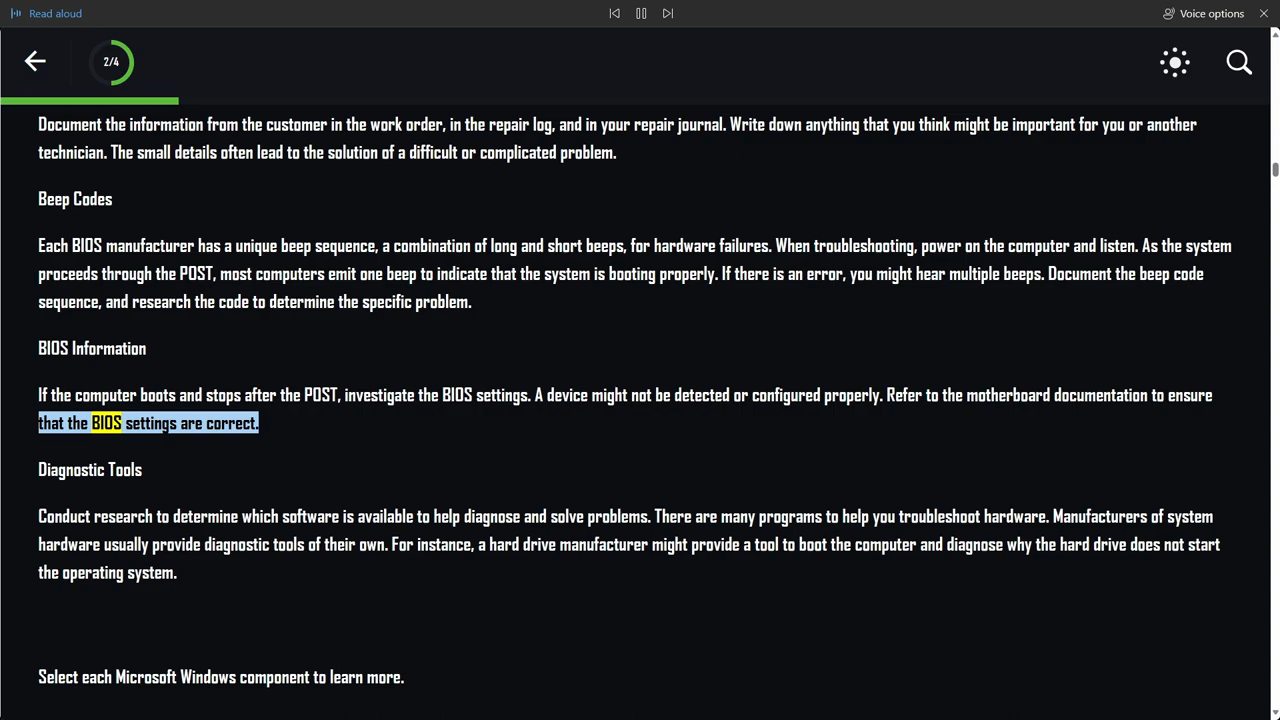 Read aloud
Voice options
2/4
Document the information from the customer in the work order, in the repair log, and in your repair journal. Write down anything that you think might be important for you or another
technician. The small details often lead to the solution of a difficult or complicated problem.
Beep Codes
Each BIOS manufacturer has a unique beep sequence, a combination of long and short beeps, for hardware failures. When troubleshooting, power on the computer and listen. As the system
proceeds through the POST, most computers emit one beep to indicate that the system is booting properly. If there is an error, you might hear multiple beeps. Document the beep code
sequence, and research the code to determine the specific problem.
BIOS Information
If the computer boots and stops after the POST, investigate the BIOS settings. A device might not be detected or configured properly. Refer to the motherboard documentation to ensure
that the BIOS settings are correct.
Diagnostic Tools
Conduct research to determine which software is available to help diagnose and solve problems. There are many programs to help you troubleshoot hardware. Manufacturers of system
hardware usually provide diagnostic tools of their own. For instance, a hard drive manufacturer might provide a tool to boot the computer and diagnose why the hard drive does not start
the operating system.
Select each Microsoft Windows component to learn more.